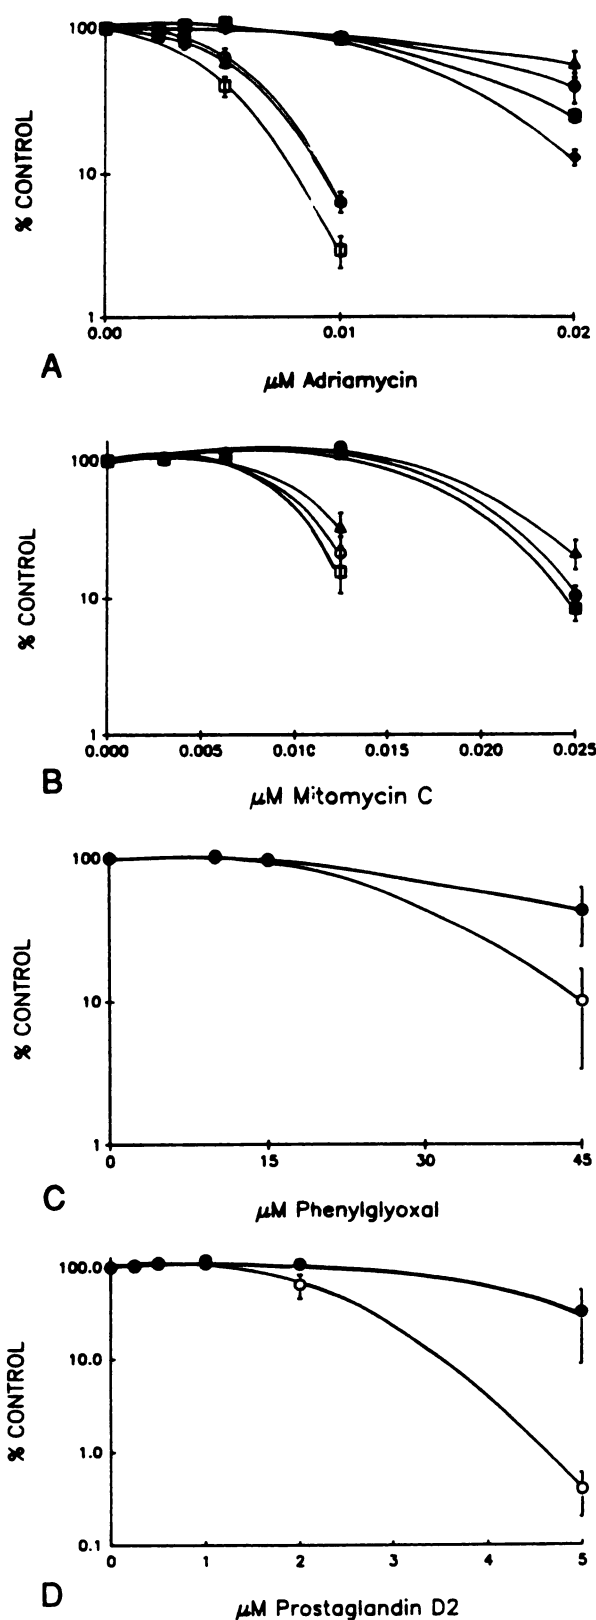 100
10
1
% CONTROL
0.00 0.01 0.02
A
μM Adriamycin
100
10
1
% CONTROL
0.000 0.005 0.010 0.015 0.020 0.025
B
μM Mitomycin C
100
10
1
% CONTROL
0 15 30 45
C
μM Phenylglyoxal
100.0
10.0
1.0
0.1
% CONTROL
0 1 2 3 4 5
D
μM Prostaglandin D2